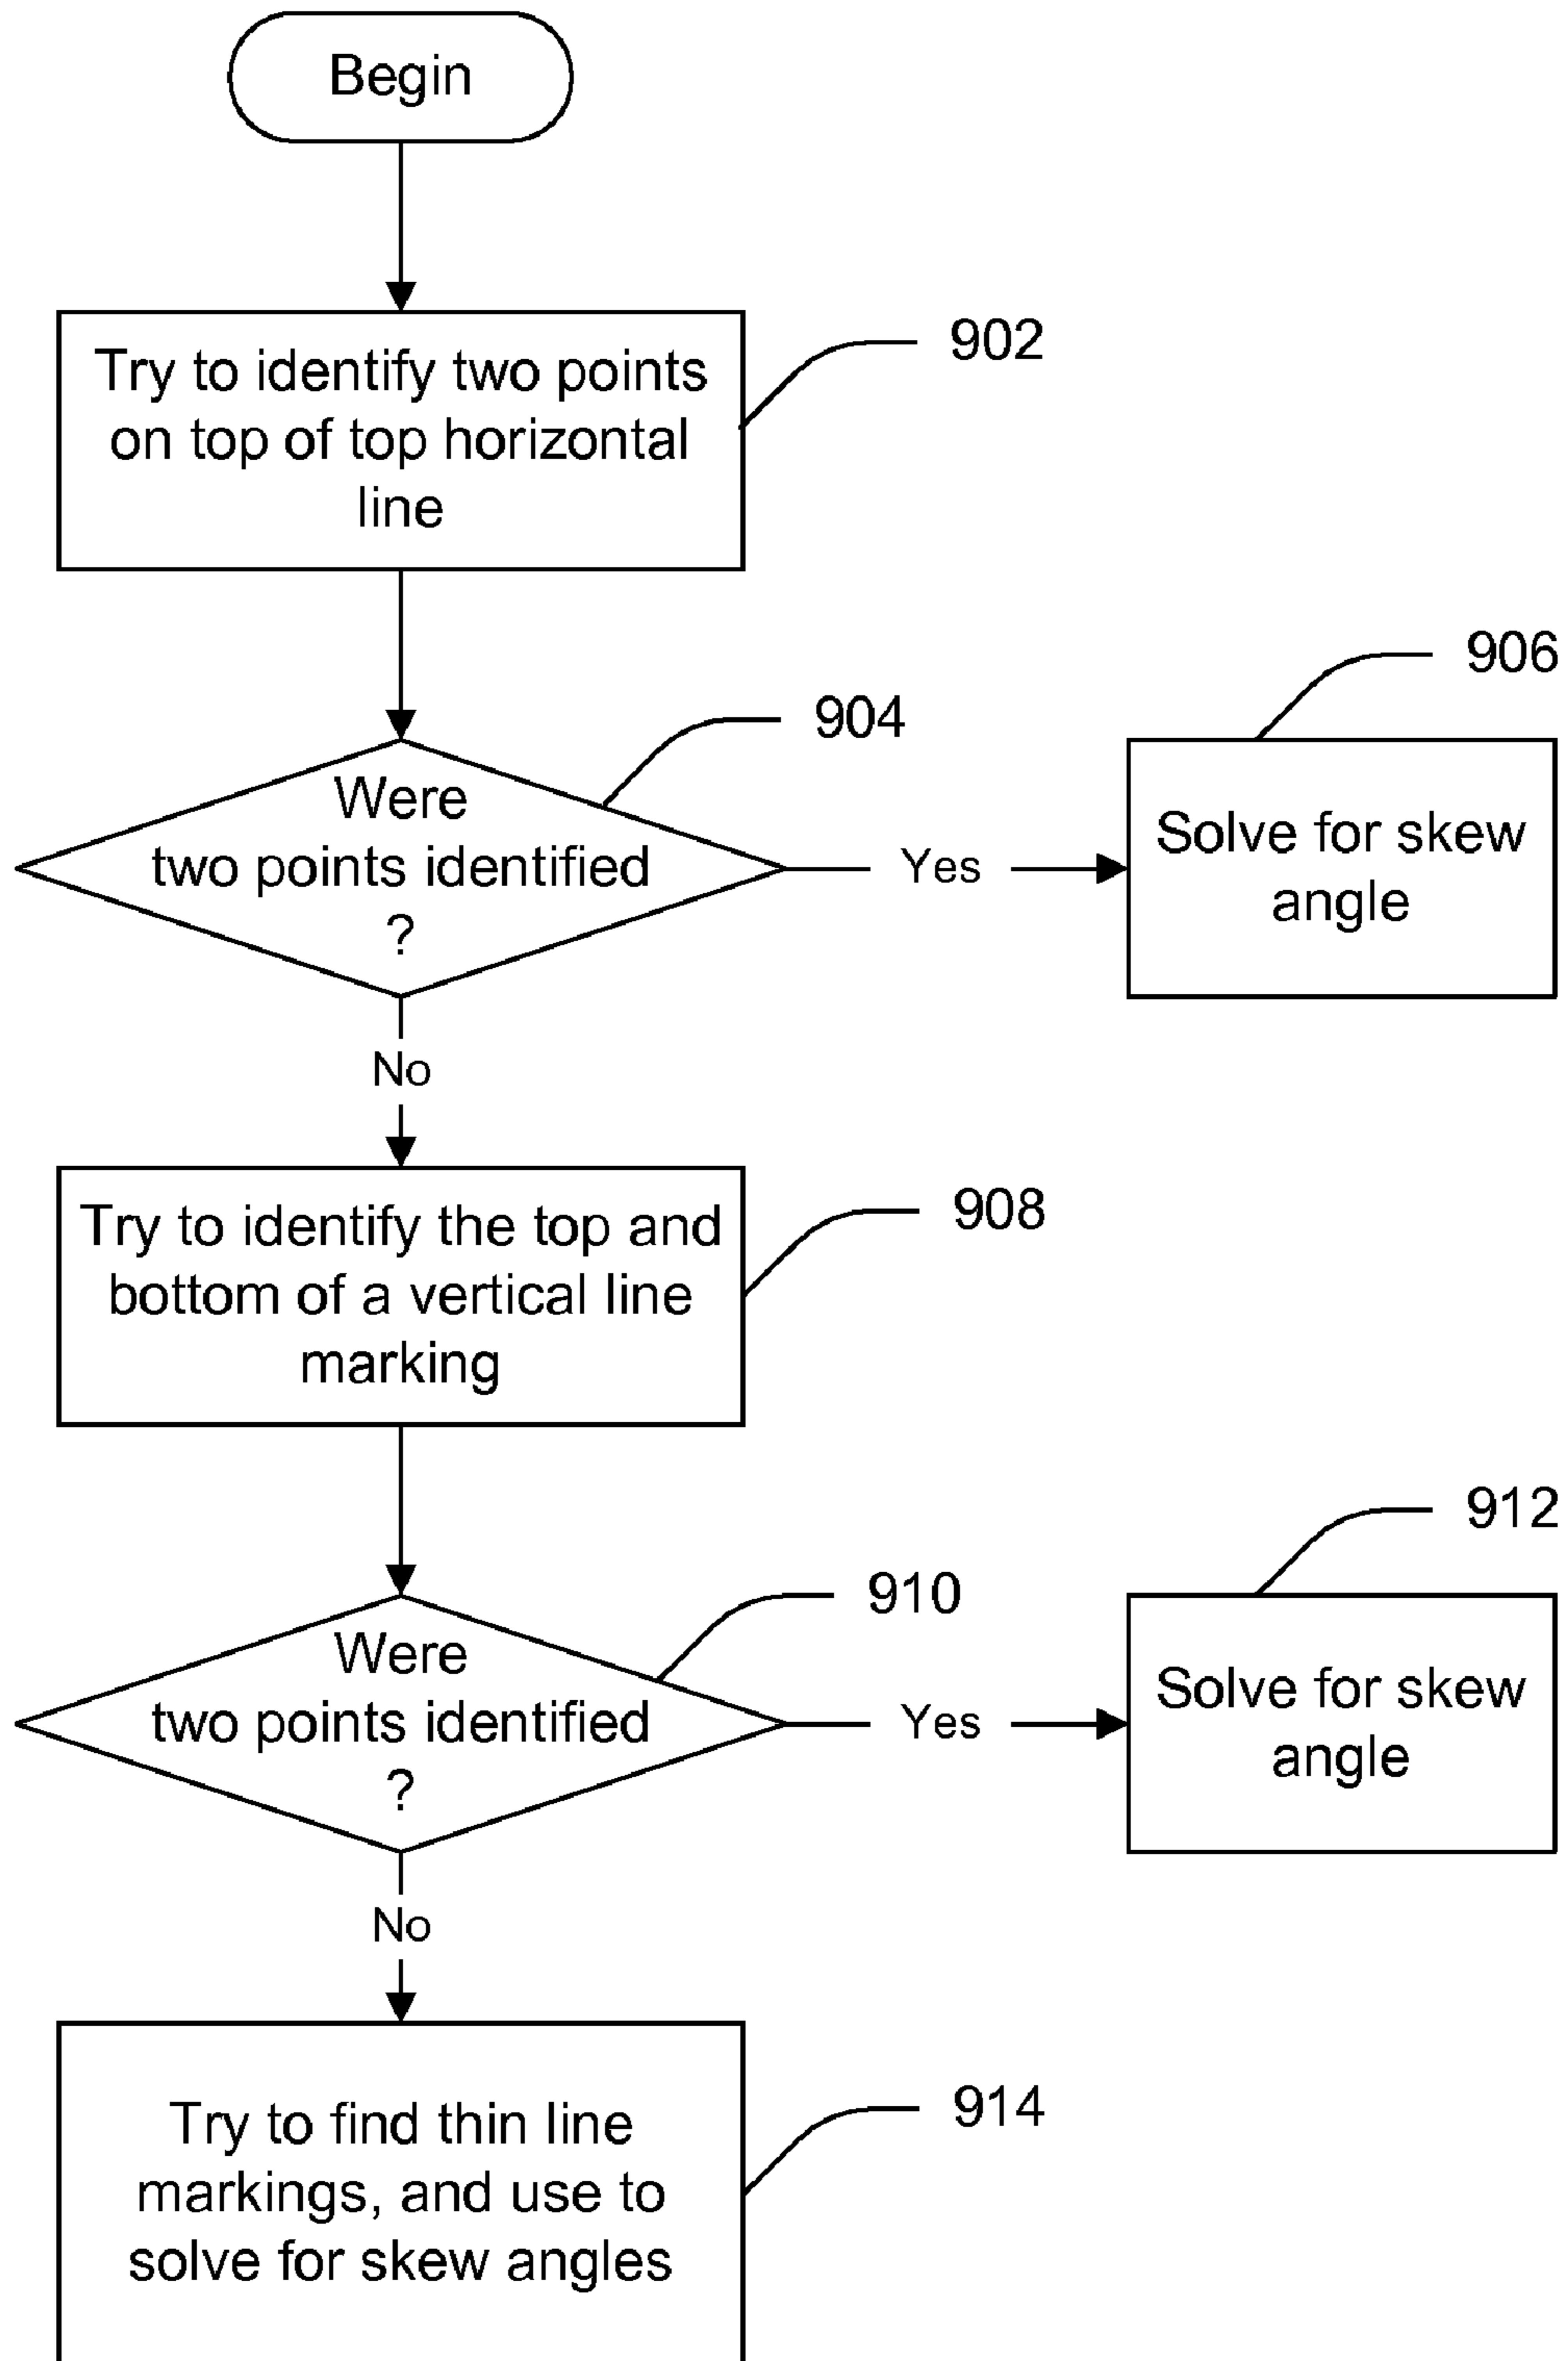 Begin
Try to identify two points
on top of top horizontal
line
902
Were
two points identified
?
904
Yes
Solve for skew
angle
906
No
Try to identify the top and
bottom of a vertical line
marking
908
Were
two points identified
?
910
Yes
Solve for skew
angle
912
No
Try to find thin line
markings, and use to
solve for skew angles
914